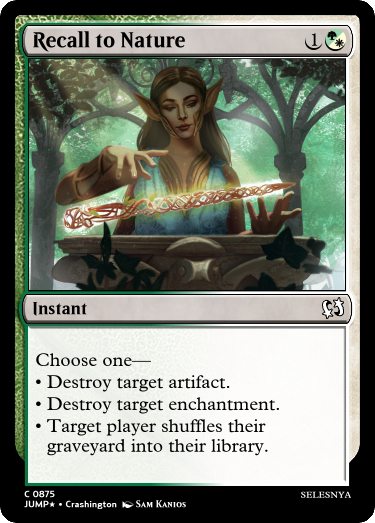 Recall to Nature 1
Instant
Choose one—
• Destroy target artifact.
• Destroy target enchantment.
• Target player shuffles their
graveyard into their library.
C 0875
JUMP★ • Crashington Sam Kanios
SELESNYA